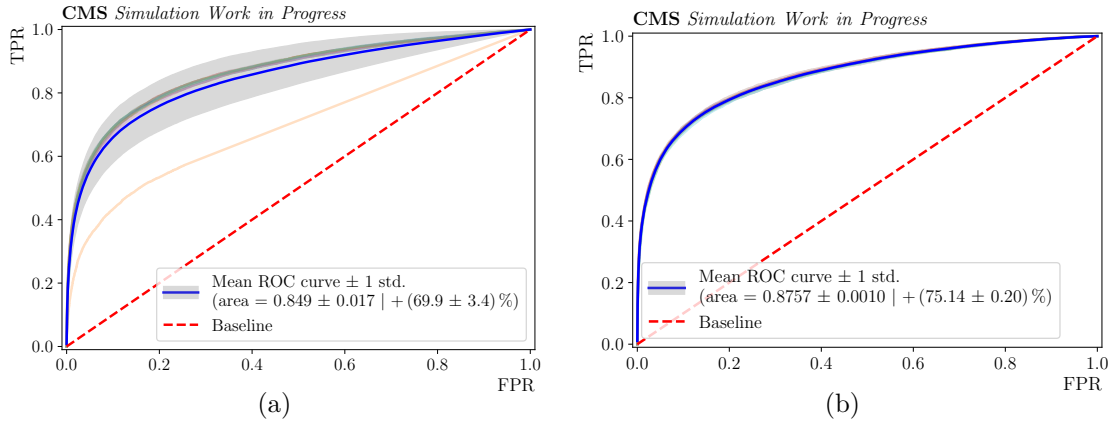 CMS Simulation Work in Progress
TPR
1.0
0.8
0.6
0.4
0.2
0.0
Mean ROC curve ± 1 std.
(area = 0.849 ± 0.017 | + (69.9 ± 3.4) %)
Baseline
0.0 0.2 0.4 0.6 0.8 1.0
FPR
(a)
CMS Simulation Work in Progress
TPR
1.0
0.8
0.6
0.4
0.2
0.0
Mean ROC curve ± 1 std.
(area = 0.8757 ± 0.0010 | + (75.14 ± 0.20) %)
Baseline
0.0 0.2 0.4 0.6 0.8 1.0
FPR
(b)